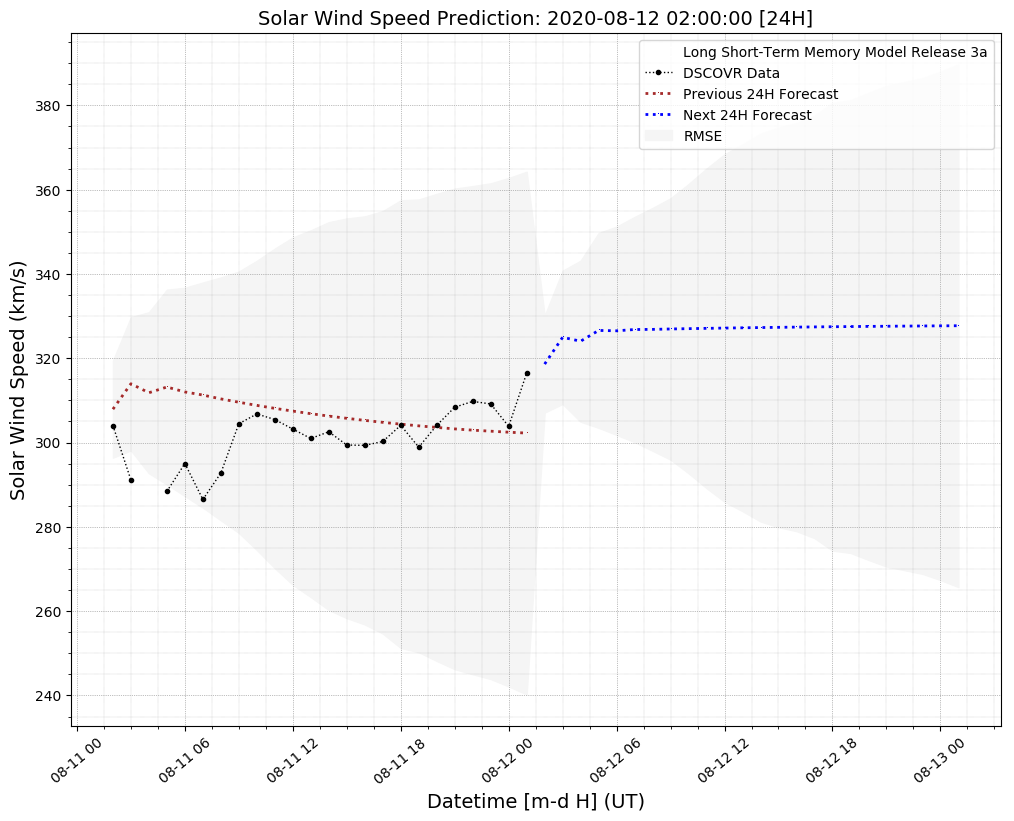 Solar Wind Speed Prediction: 2020-08-12 02:00:00 [24H]
Long Short-Term Memory Model Release 3a
DSCOVR Data
Previous 24H Forecast
Next 24H Forecast
RMSE
Solar Wind Speed (km/s)
380
360
340
320
300
280
260
240
08-11 00
08-11 06
08-11 12
08-11 18
08-12 00
08-12 06
08-12 12
08-12 18
08-13 00
Datetime [m-d H] (UT)